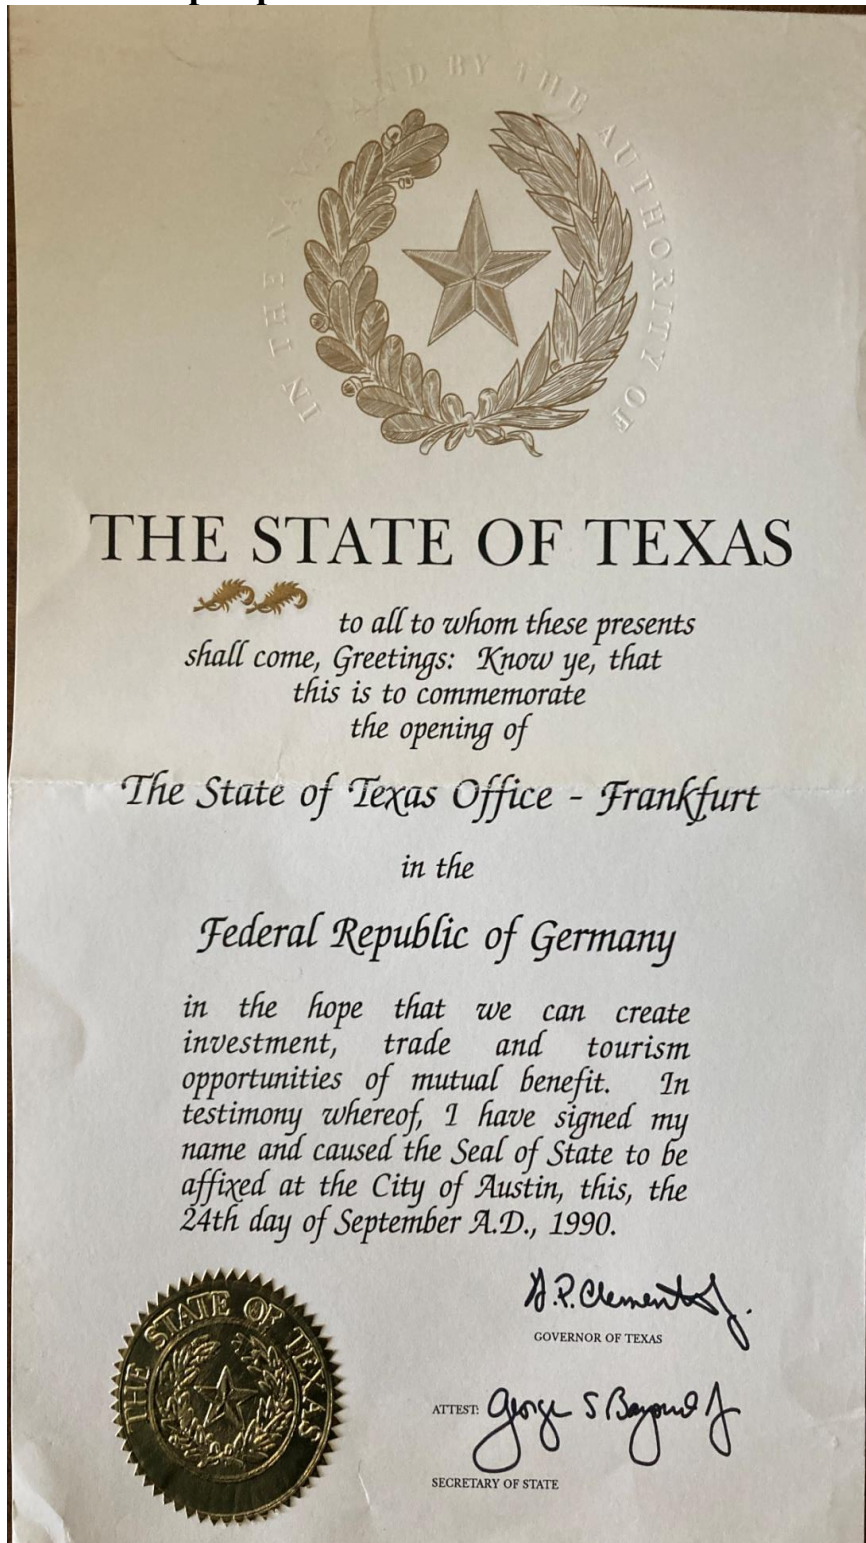 IN THE NAME AND BY THE AUTHORITY OF
THE STATE OF TEXAS
to all to whom these presents
shall come, Greetings: Know ye, that
this is to commemorate
the opening of
The State of Texas Office - Frankfurt
in the
Federal Republic of Germany
in the hope that we can create
investment, trade and tourism
opportunities of mutual benefit. In
testimony whereof, I have signed my
name and caused the Seal of State to be
affixed at the City of Austin, this, the
24th day of September A.D., 1990.
THE STATE OF TEXAS
GOVERNOR OF TEXAS
ATTEST: George S
SECRETARY OF STATE